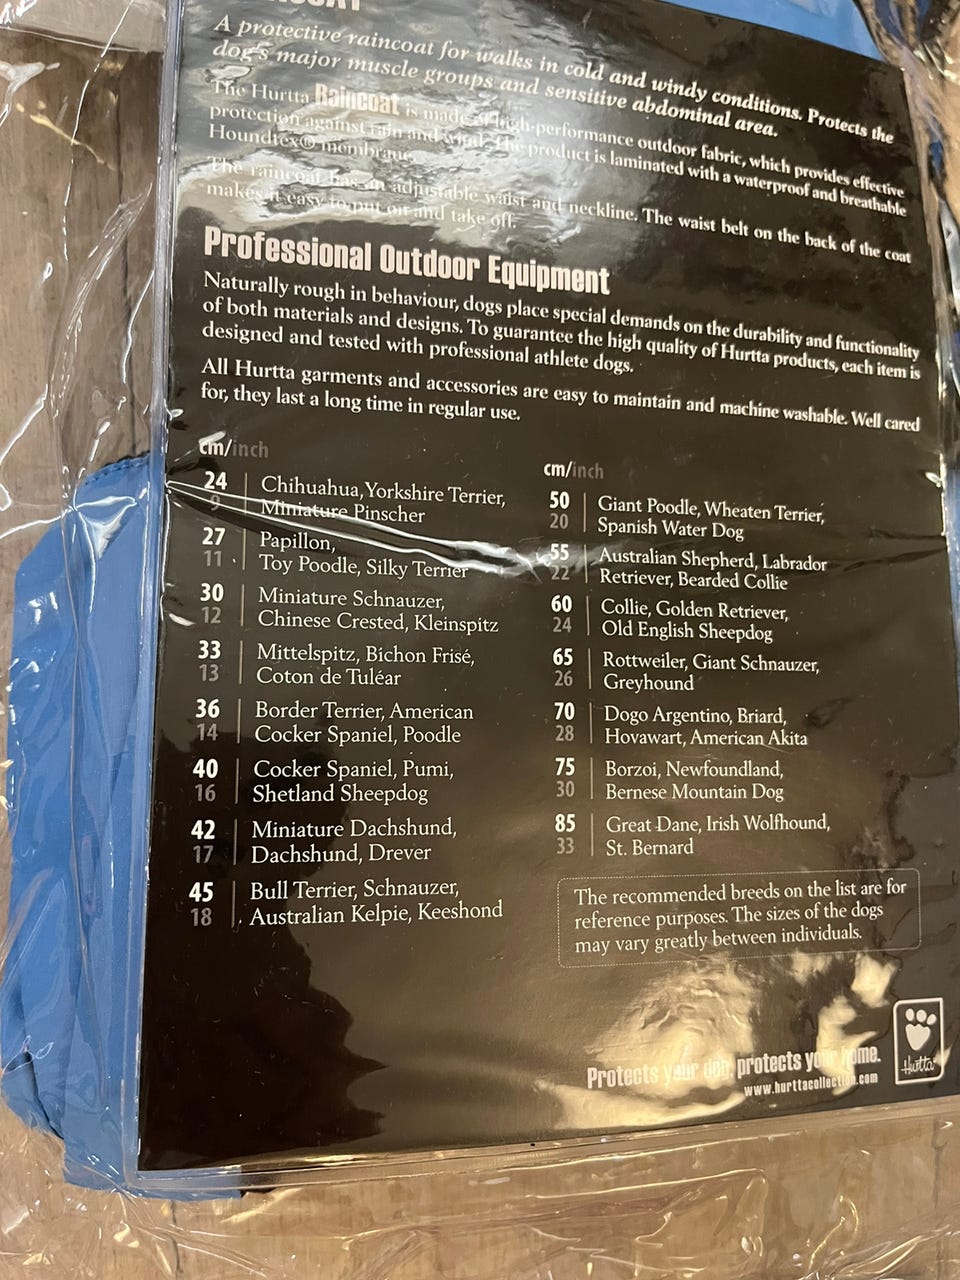 A protective raincoat for walks in cold and windy conditions. Protects the
dog's major muscle groups and sensitive abdominal area.
The Hurtta Raincoat is made of high-performance outdoor fabric, which provides effective
protection against rain and wind. The product is laminated with a waterproof and breathable
Houndtex® membrane.
The raincoat has an adjustable waist and neckline. The waist belt on the back of the coat
makes it easy to put on and take off.
Professional Outdoor Equipment
Naturally rough in behaviour, dogs place special demands on the durability and functionality
of both materials and designs. To guarantee the high quality of Hurtta products, each item is
designed and tested with professional athlete dogs.
All Hurtta garments and accessories are easy to maintain and machine washable. Well cared
for, they last a long time in regular use.
cm/inch
24 Chihuahua, Yorkshire Terrier,
9 Miniature Pinscher
27 Papillon,
11 Toy Poodle, Silky Terrier
30 Miniature Schnauzer,
12 Chinese Crested, Kleinspitz
33 Mittelspitz, Bichon Frisé,
13 Coton de Tuléar
36 Border Terrier, American
14 Cocker Spaniel, Poodle
40 Cocker Spaniel, Pumi,
16 Shetland Sheepdog
42 Miniature Dachshund,
17 Dachshund, Drever
45 Bull Terrier, Schnauzer,
18 Australian Kelpie, Keeshond
cm/inch
50 Giant Poodle, Wheaten Terrier,
20 Spanish Water Dog
55 Australian Shepherd, Labrador
22 Retriever, Bearded Collie
60 Collie, Golden Retriever,
24 Old English Sheepdog
65 Rottweiler, Giant Schnauzer,
26 Greyhound
70 Dogo Argentino, Briard,
28 Hovawart, American Akita
75 Borzoi, Newfoundland,
30 Bernese Mountain Dog
85 Great Dane, Irish Wolfhound,
33 St. Bernard
The recommended breeds on the list are for
reference purposes. The sizes of the dogs
may vary greatly between individuals.
Protects your dog, protects your home.
www.hurttacollection.com
Hurtta